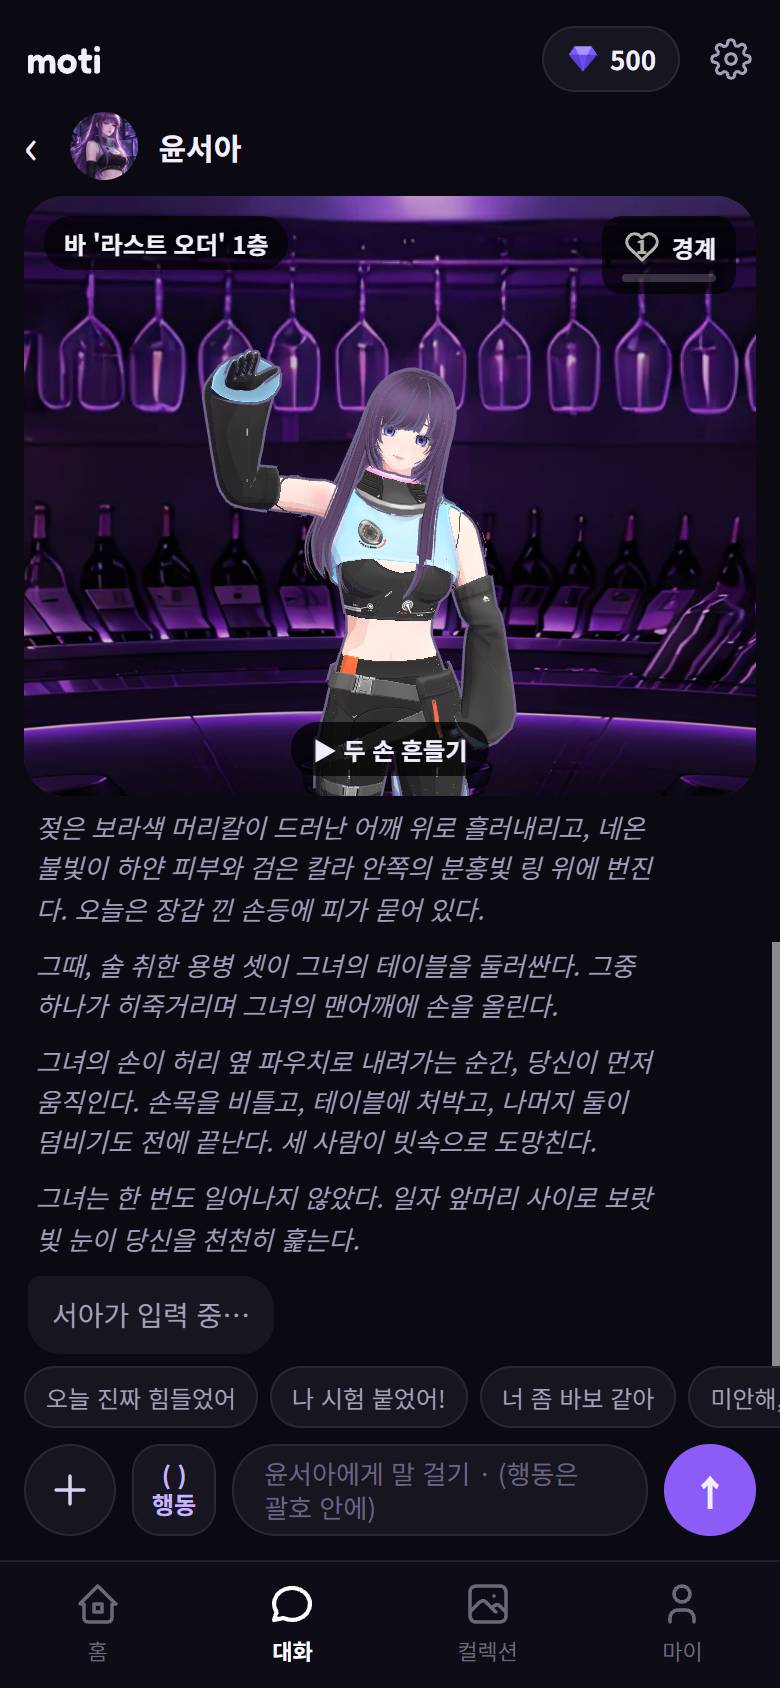 moti
500
윤서아
바 '라스트 오더' 1층
1 경계
▶ 두 손 흔들기
젖은 보라색 머리칼이 드러난 어깨 위로 흘러내리고, 네온
불빛이 하얀 피부와 검은 칼라 안쪽의 분홍빛 링 위에 번진
다. 오늘은 장갑 낀 손등에 피가 묻어 있다.
그때, 술 취한 용병 셋이 그녀의 테이블을 둘러싼다. 그중
하나가 히죽거리며 그녀의 맨어깨에 손을 올린다.
그녀의 손이 허리 옆 파우치로 내려가는 순간, 당신이 먼저
움직인다. 손목을 비틀고, 테이블에 처박고, 나머지 둘이
덤비기도 전에 끝난다. 세 사람이 빗속으로 도망친다.
그녀는 한 번도 일어나지 않았다. 일자 앞머리 사이로 보랏
빛 눈이 당신을 천천히 훑는다.
서아가 입력 중…
오늘 진짜 힘들었어
나 시험 붙었어!
너 좀 바보 같아
미안해,
( )
행동
윤서아에게 말 걸기 · (행동은
괄호 안에)
홈
대화
컬렉션
마이